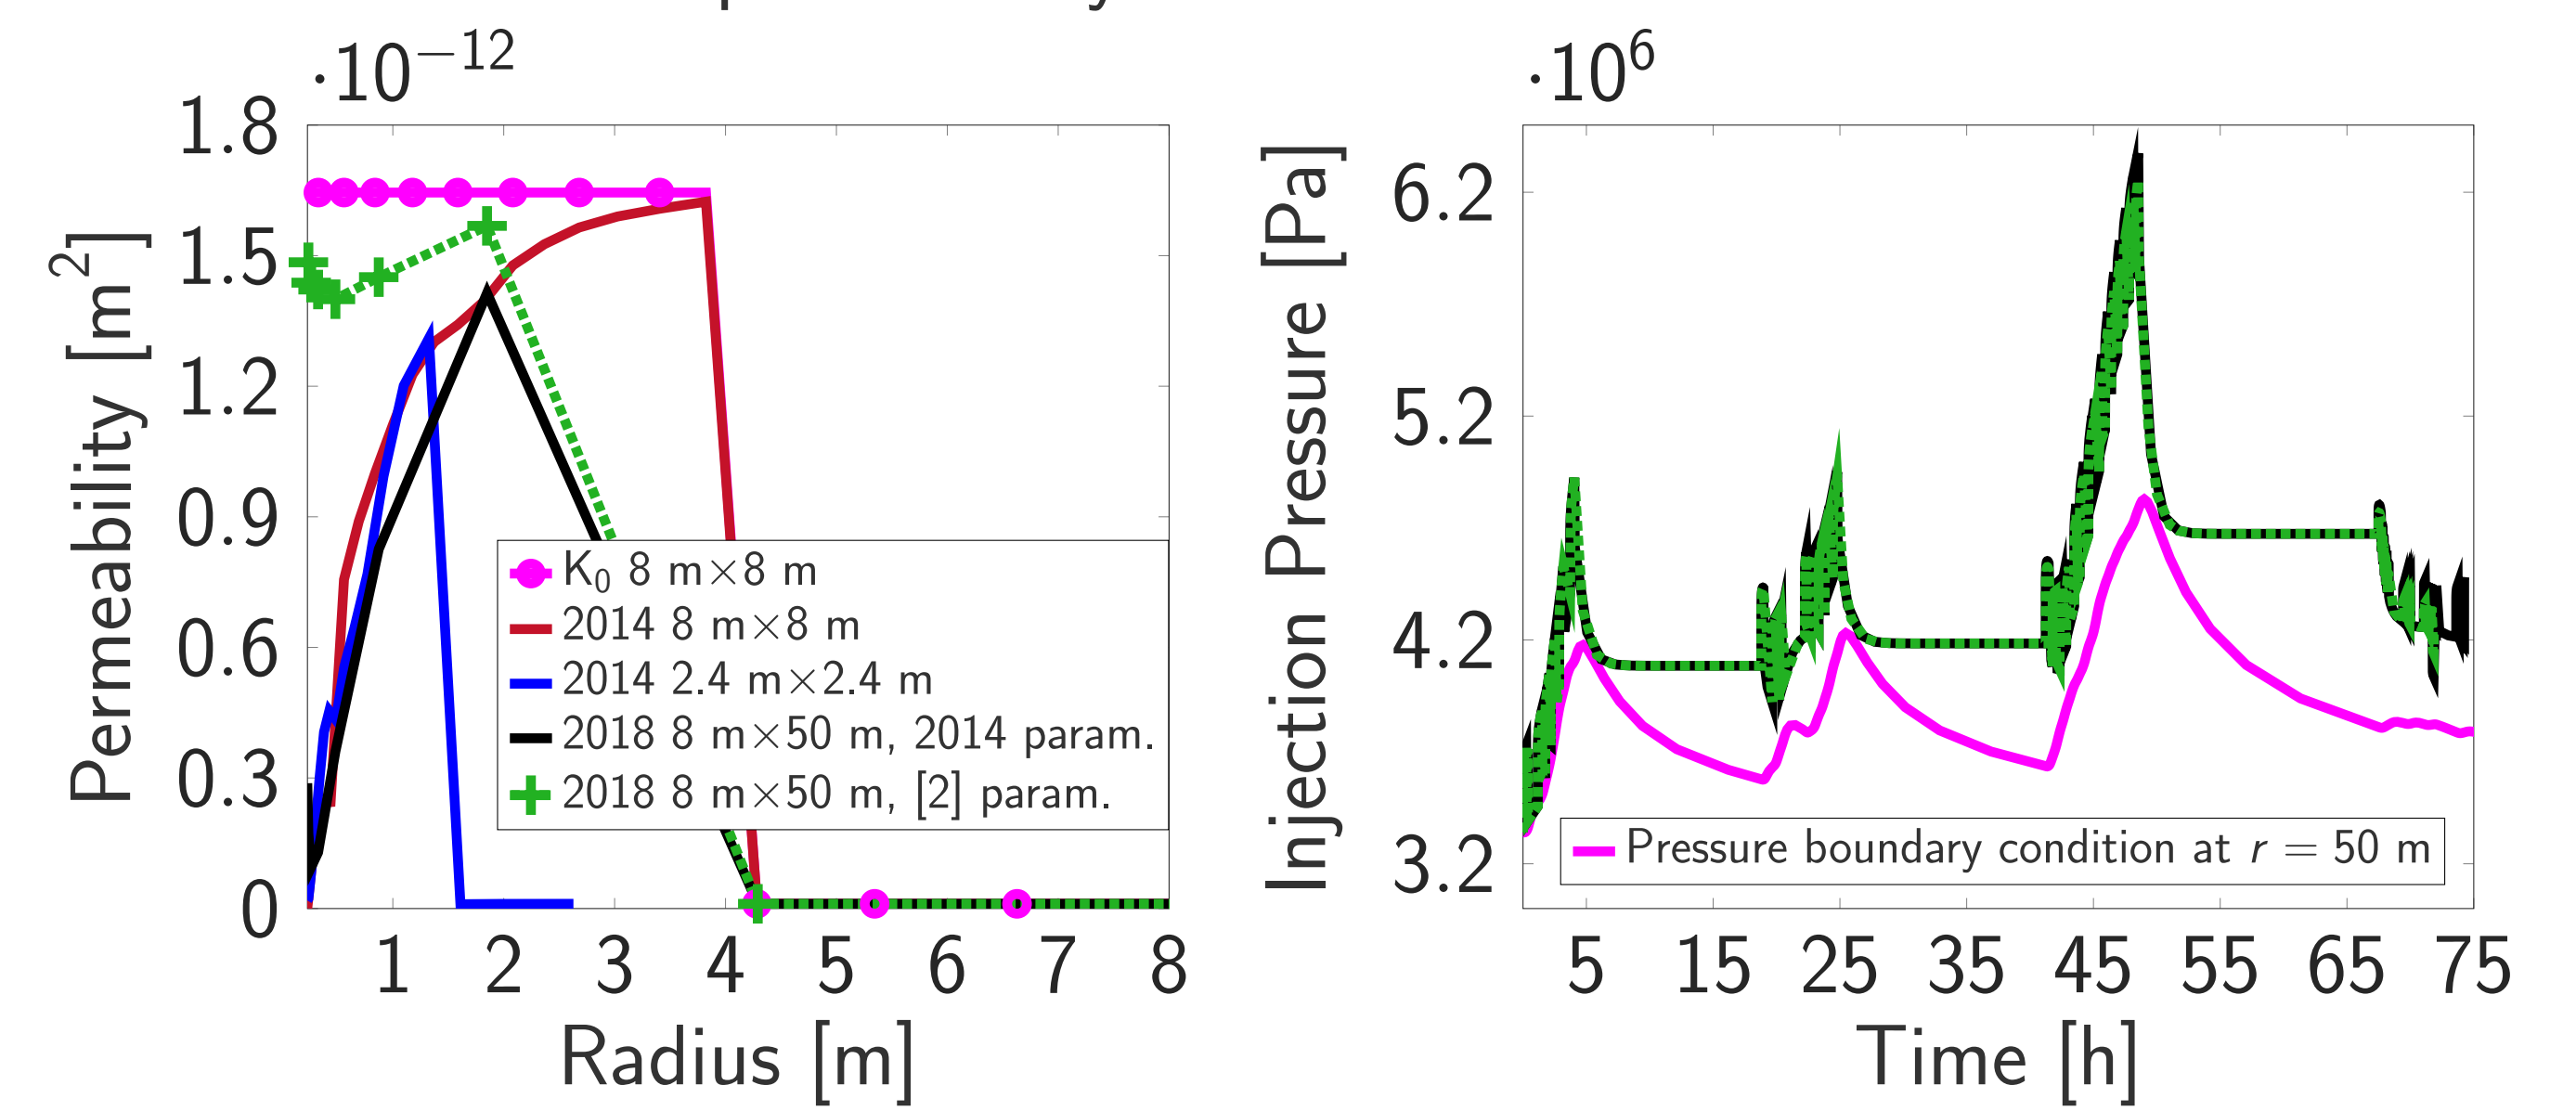 ·10⁻¹²
1.8
1.5
1.2
0.9
0.6
0.3
0
Permeability [m²]
K₀ 8 m×8 m
2014 8 m×8 m
2014 2.4 m×2.4 m
2018 8 m×50 m, 2014 param.
2018 8 m×50 m, [2] param.
1 2 3 4 5 6 7 8
Radius [m]
·10⁶
6.2
5.2
4.2
3.2
Injection Pressure [Pa]
Pressure boundary condition at r = 50 m
5 15 25 35 45 55 65 75
Time [h]